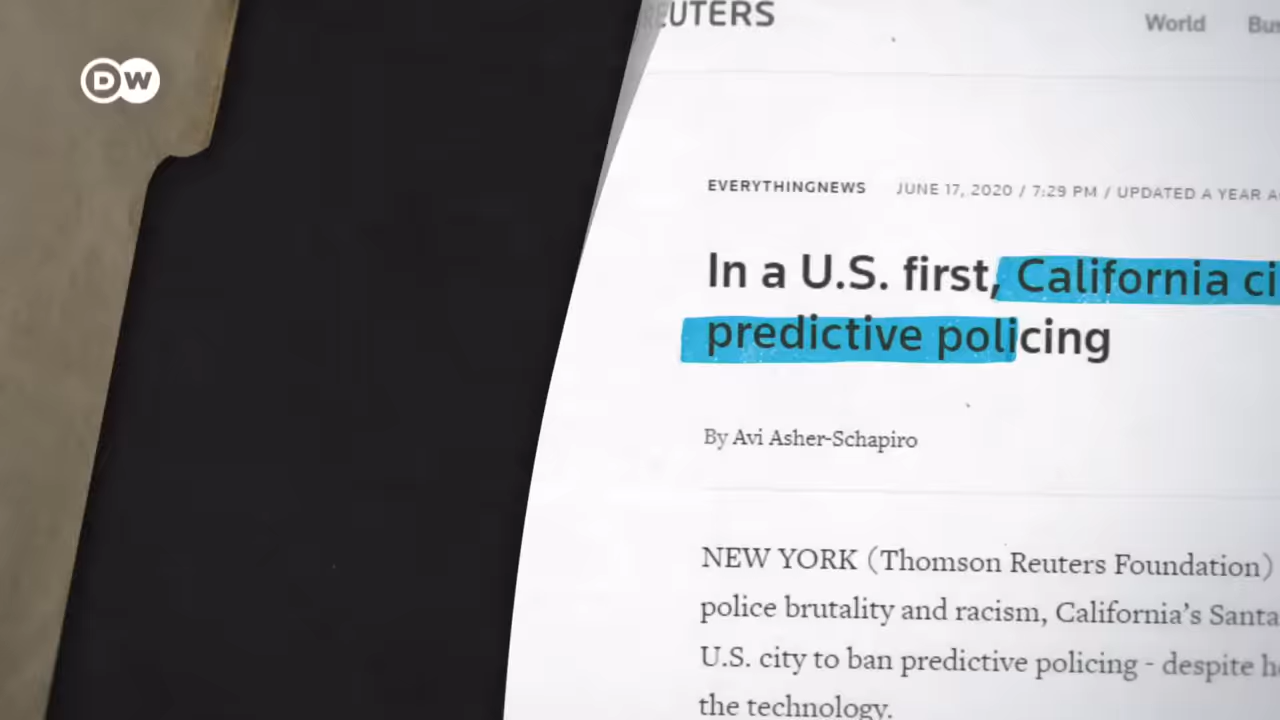 DW
REUTERS
World
EVERYTHINGNEWS JUNE 17, 2020 / 7:29 PM / UPDATED A YEAR
In a U.S. first, California
predictive policing
By Avi Asher-Schapiro
NEW YORK (Thomson Reuters Foundation)
police brutality and racism, California's Santa
U.S. city to ban predictive policing - despite
the technology.